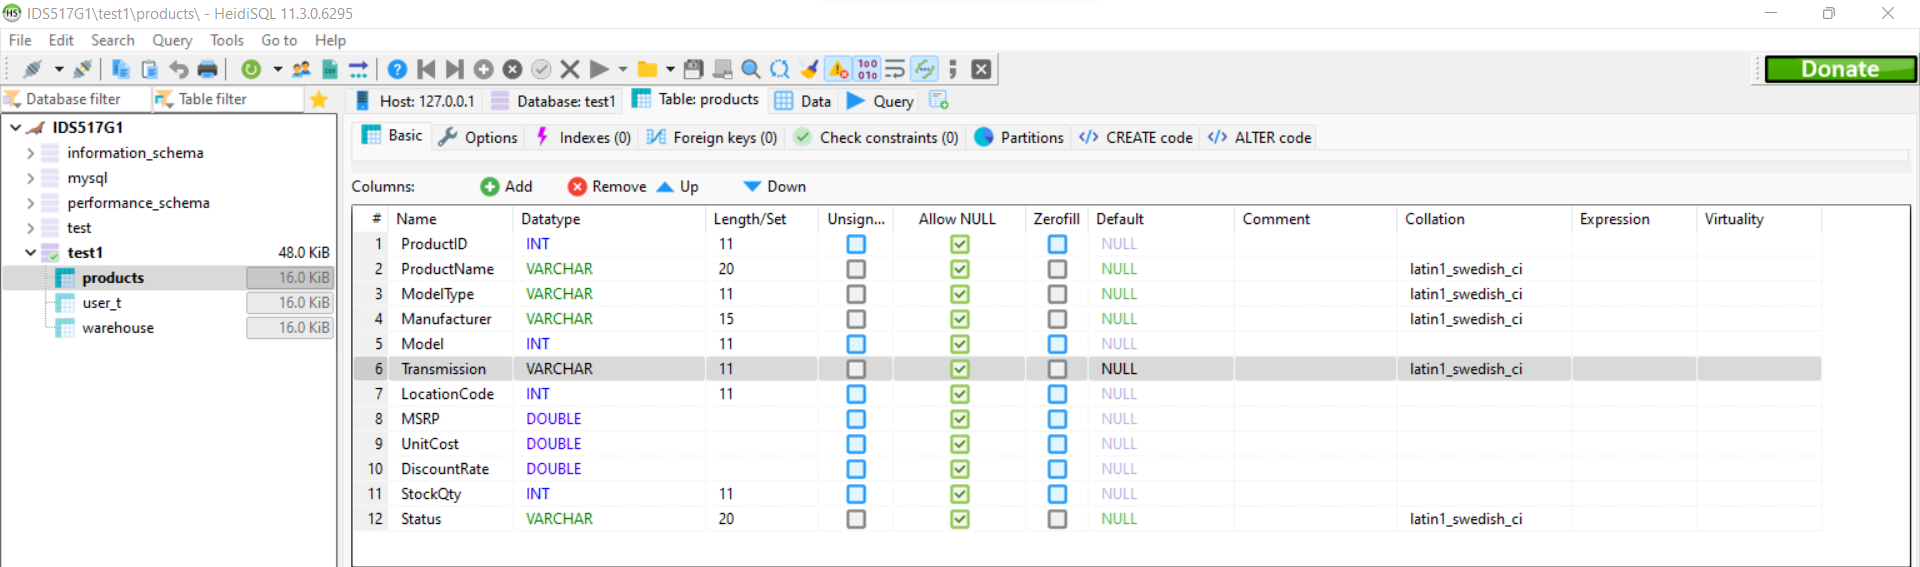 IDS517G1\test1\products\ - HeidiSQL 11.3.0.6295
File Edit Search Query Tools Go to Help
Donate
Database filter Table filter
Host: 127.0.0.1 Database: test1 Table: products Data Query
IDS517G1
information_schema
mysql
performance_schema
test
test1 48.0 KiB
products 16.0 KiB
user_t 16.0 KiB
warehouse 16.0 KiB
Basic Options Indexes (0) Foreign keys (0) Check constraints (0) Partitions CREATE code ALTER code
Columns: Add Remove Up Down
# Name Datatype Length/Set Unsign... Allow NULL Zerofill Default Comment Collation Expression Virtuality
1 ProductID INT 11 NULL
2 ProductName VARCHAR 20 NULL latin1_swedish_ci
3 ModelType VARCHAR 11 NULL latin1_swedish_ci
4 Manufacturer VARCHAR 15 NULL latin1_swedish_ci
5 Model INT 11 NULL
6 Transmission VARCHAR 11 NULL latin1_swedish_ci
7 LocationCode INT 11 NULL
8 MSRP DOUBLE NULL
9 UnitCost DOUBLE NULL
10 DiscountRate DOUBLE NULL
11 StockQty INT 11 NULL
12 Status VARCHAR 20 NULL latin1_swedish_ci